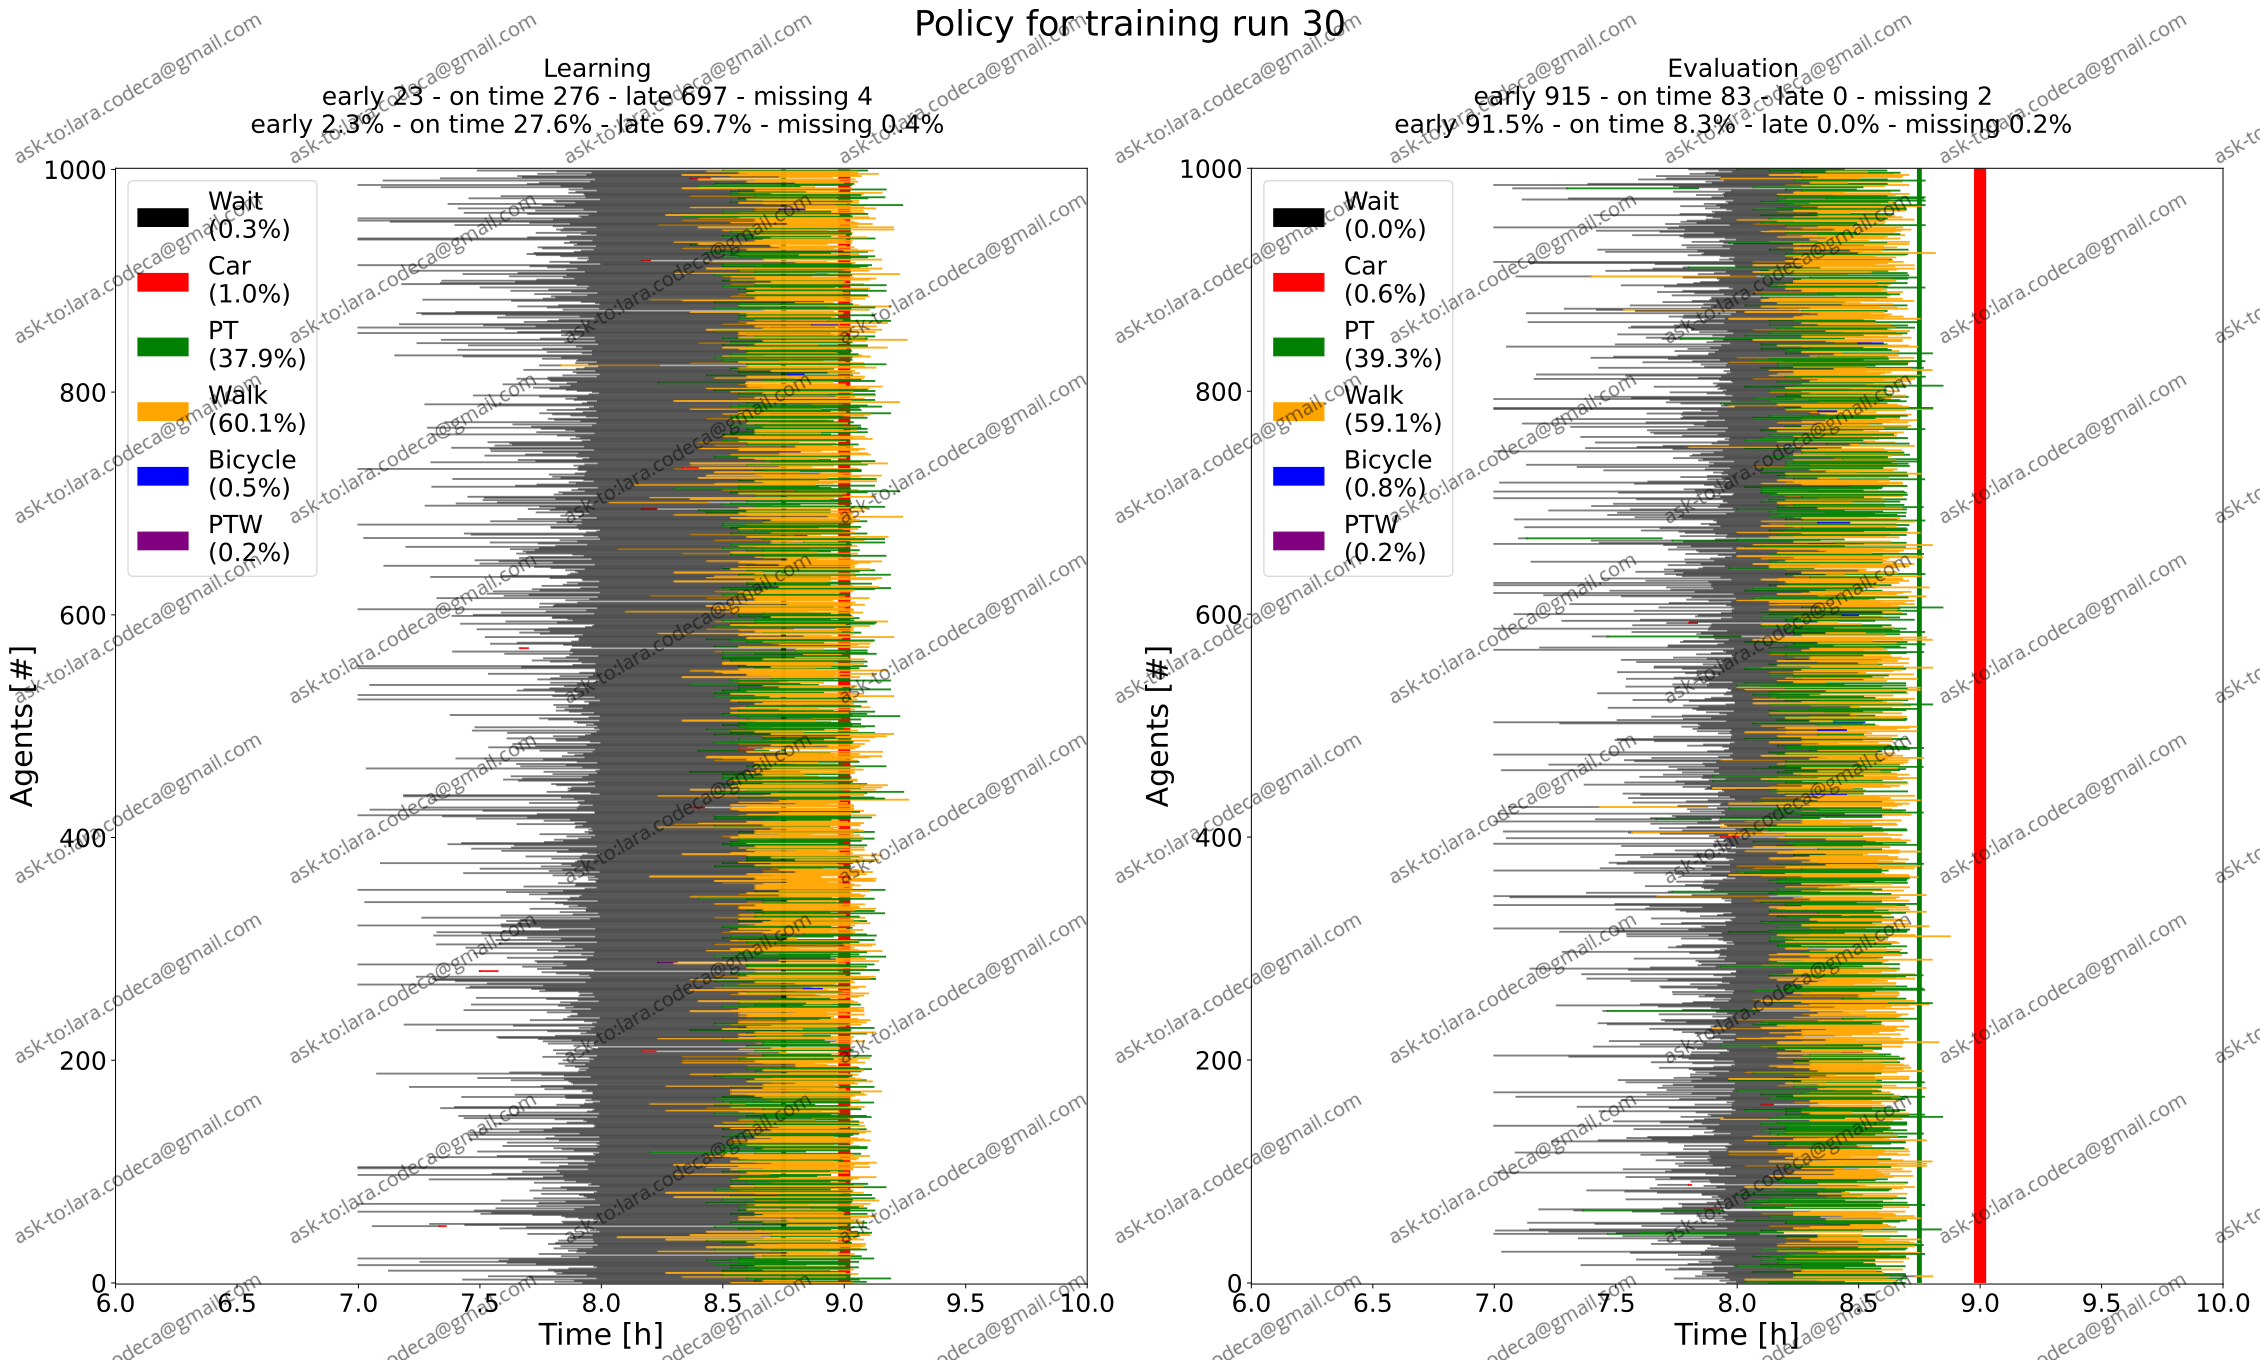 Policy for training run 30
Learning
early 23 - on time 276 - late 697 - missing 4
early 2.3% - on time 27.6% - late 69.7% - missing 0.4%
1000
800
600
400
200
0
Agents [#]
Wait
(0.3%)
Car
(1.0%)
PT
(37.9%)
Walk
(60.1%)
Bicycle
(0.5%)
PTW
(0.2%)
6.0 6.5 7.0 7.5 8.0 8.5 9.0 9.5 10.0
Time [h]
Evaluation
early 915 - on time 83 - late 0 - missing 2
early 91.5% - on time 8.3% - late 0.0% - missing 0.2%
1000
800
600
400
200
0
Agents [#]
Wait
(0.0%)
Car
(0.6%)
PT
(39.3%)
Walk
(59.1%)
Bicycle
(0.8%)
PTW
(0.2%)
6.0 6.5 7.0 7.5 8.0 8.5 9.0 9.5 10.0
Time [h]
ask-to:lara.codeca@gmail.com